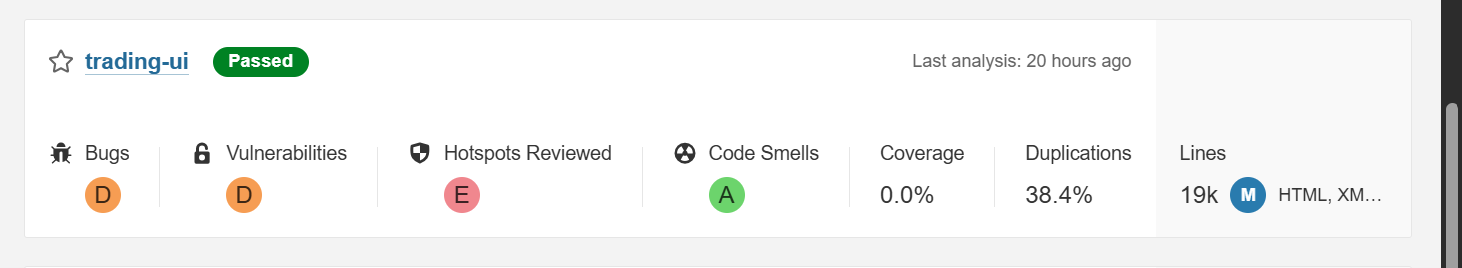 trading-ui Passed Last analysis: 20 hours ago
Bugs Vulnerabilities Hotspots Reviewed Code Smells Coverage Duplications Lines
D D E A 0.0% 38.4% 19k M HTML, XM…